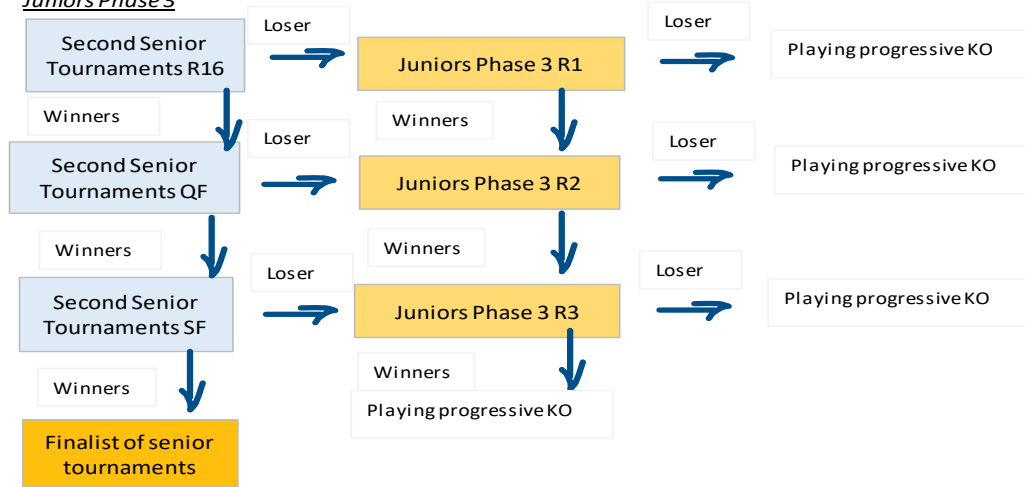 Juniors Phase 3
Loser
Loser
Second Senior
Tournaments R16
Juniors Phase 3 R1
Playing progressive KO
Winners
Winners
Loser
Loser
Second Senior
Tournaments QF
Juniors Phase 3 R2
Playing progressive KO
Winners
Winners
Loser
Loser
Second Senior
Tournaments SF
Juniors Phase 3 R3
Playing progressive KO
Winners
Winners
Playing progressive KO
Finalist of senior
tournaments